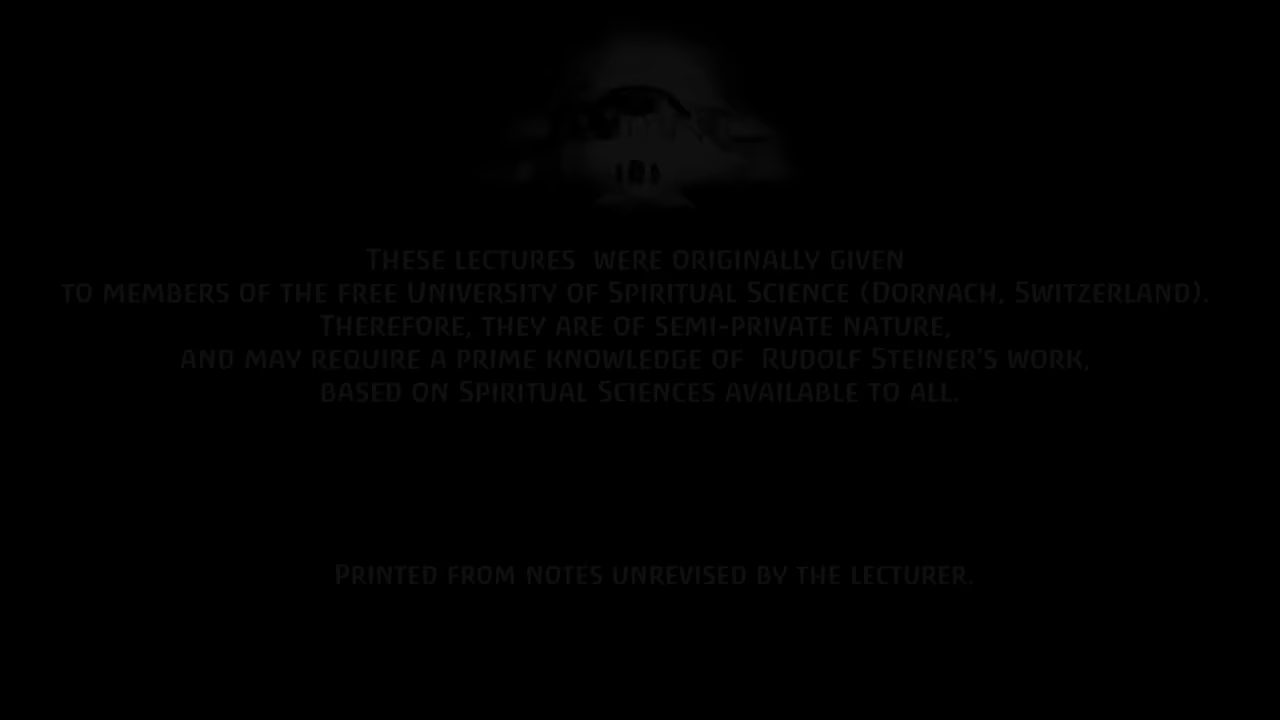 These lectures were originally given
to members of the free University of Spiritual Science (Dornach, Switzerland).
Therefore, they are of semi-private nature,
and may require a prime knowledge of Rudolf Steiner's work,
based on Spiritual Sciences available to all.
Printed from notes unrevised by the lecturer.